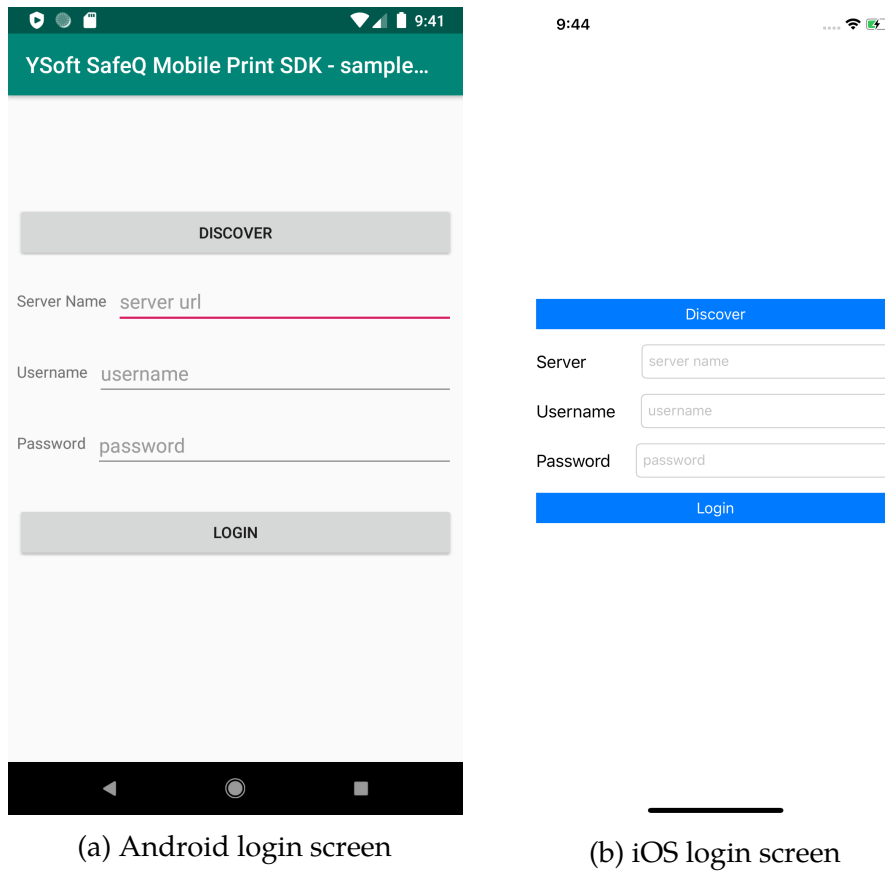 9:41
YSoft SafeQ Mobile Print SDK - sample...
DISCOVER
Server Name server url
Username username
Password password
LOGIN
(a) Android login screen
9:44
Discover
Server server name
Username username
Password password
Login
(b) iOS login screen